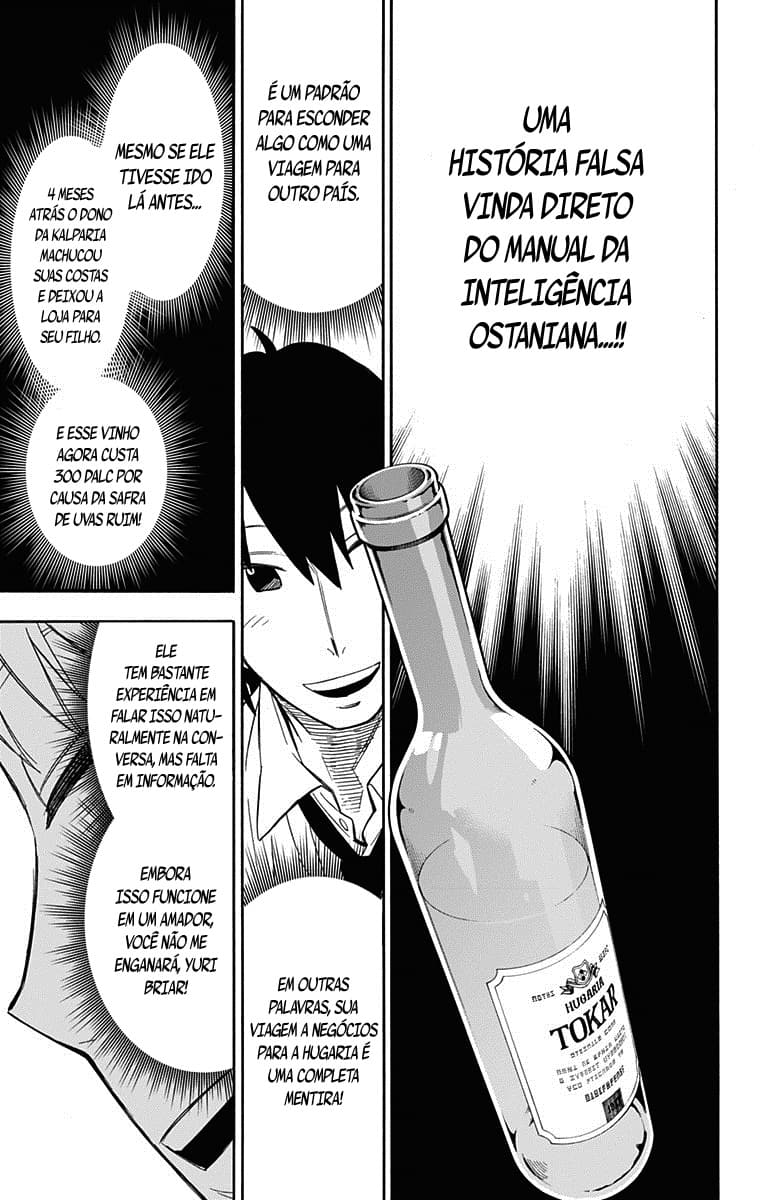 UMA
HISTÓRIA FALSA
VINDA DIRETO
DO MANUAL DA
INTELIGÊNCIA
OSTANIANA...!!
É UM PADRÃO
PARA ESCONDER
ALGO COMO UMA
VIAGEM PARA
OUTRO PAÍS.
EM OUTRAS
PALAVRAS, SUA
VIAGEM A NEGÓCIOS
PARA A HUGARIA É
UMA COMPLETA
MENTIRA!
MESMO SE ELE
TIVESSE IDO
LÁ ANTES...
4 MESES
ATRÁS O DONO
DA KALPARIA
MACHUCOU
SUAS COSTAS
E DEIXOU A
LOJA PARA
SEU FILHO.
E ESSE VINHO
AGORA CUSTA
300 DALC POR
CAUSA DA SAFRA
DE UVAS RUIM!
ELE
TEM BASTANTE
EXPERIÊNCIA EM
FALAR ISSO NATU-
RALMENTE NA CON-
VERSA, MAS FALTA
EM INFORMAÇÃO.
EMBORA
ISSO FUNCIONE
EM UM AMADOR,
VOCÊ NÃO ME
ENGANARÁ, YURI
BRIAR!
HUGARIA
TOKAR